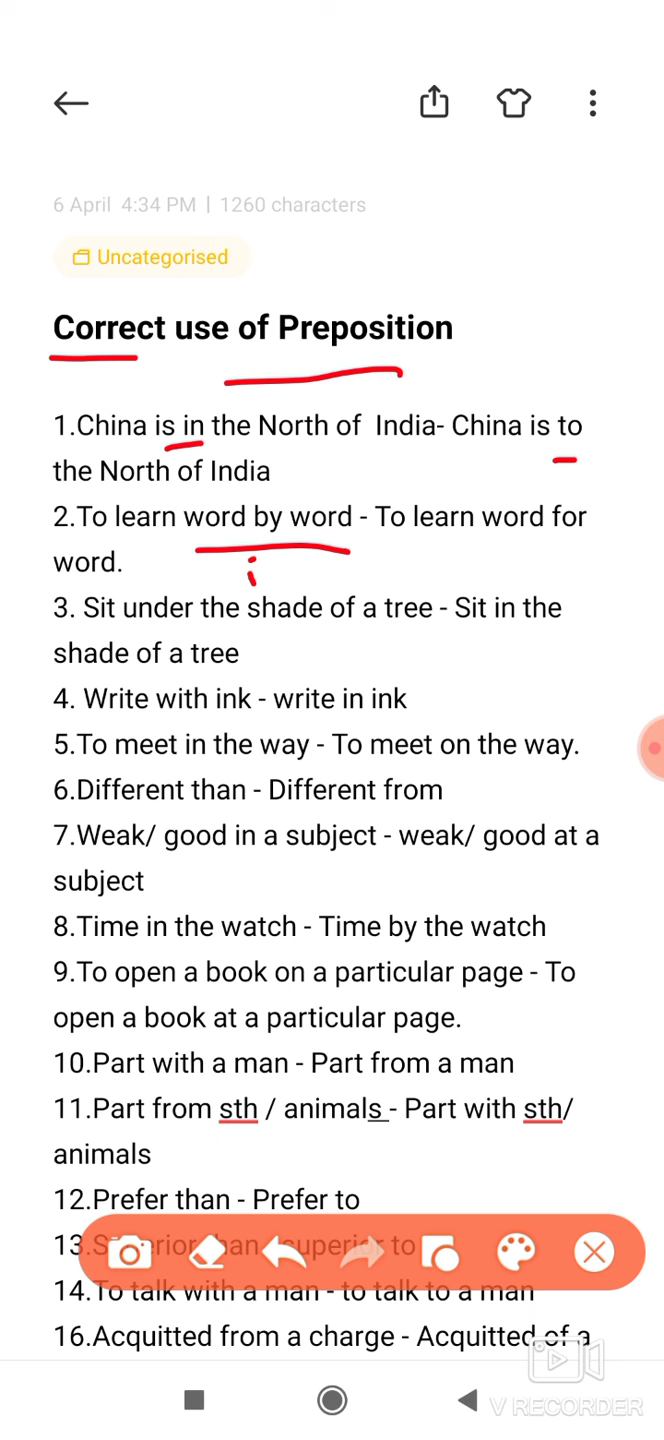 6 April 4:34 PM | 1260 characters
Uncategorised
Correct use of Preposition
1.China is in the North of India- China is to
the North of India
2.To learn word by word - To learn word for
word.
3. Sit under the shade of a tree - Sit in the
shade of a tree
4. Write with ink - write in ink
5.To meet in the way - To meet on the way.
6.Different than - Different from
7.Weak/ good in a subject - weak/ good at a
subject
8.Time in the watch - Time by the watch
9.To open a book on a particular page - To
open a book at a particular page.
10.Part with a man - Part from a man
11.Part from sth / animals - Part with sth/
animals
12.Prefer than - Prefer to
13.Superior than - superior to
14.To talk with a man - to talk to a man
16.Acquitted from a charge - Acquitted of a
V RECORDER